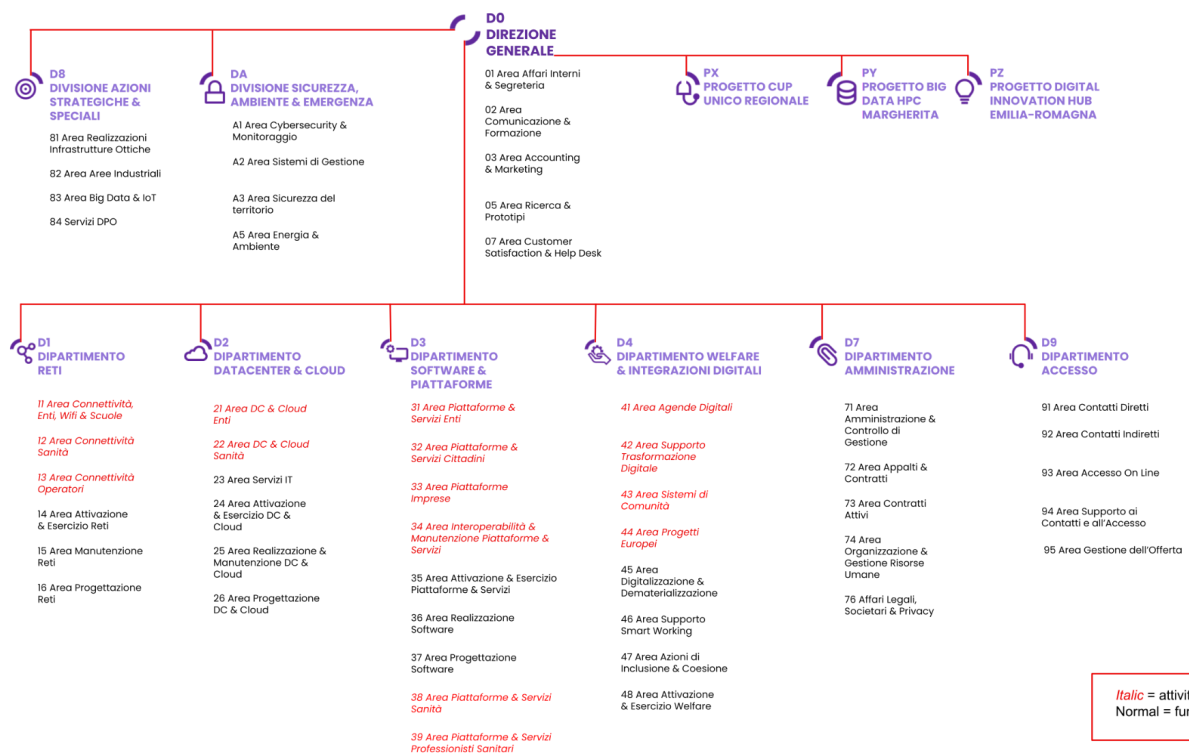 D0
DIREZIONE
GENERALE
01 Area Affari Interni
& Segreteria
02 Area
Comunicazione &
Formazione
03 Area Accounting
& Marketing
05 Area Ricerca &
Prototipi
07 Area Customer
Satisfaction & Help Desk
D8
DIVISIONE AZIONI
STRATEGICHE &
SPECIALI
81 Area Realizzazioni
Infrastrutture Ottiche
82 Area Aree Industriali
83 Area Big Data & IoT
84 Servizi DPO
DA
DIVISIONE SICUREZZA,
AMBIENTE & EMERGENZA
A1 Area Cybersecurity &
Monitoraggio
A2 Area Sistemi di Gestione
A3 Area Sicurezza del
territorio
A5 Area Energia &
Ambiente
PX
PROGETTO CUP
UNICO REGIONALE
PY
PROGETTO BIG
DATA HPC
MARGHERITA
PZ
PROGETTO DIGITAL
INNOVATION HUB
EMILIA-ROMAGNA
D1
DIPARTIMENTO
RETI
11 Area Connettività,
Enti, Wifi & Scuole
12 Area Connettività
Sanità
13 Area Connettività
Operatori
14 Area Attivazione
& Esercizio Reti
15 Area Manutenzione
Reti
16 Area Progettazione
Reti
D2
DIPARTIMENTO
DATACENTER & CLOUD
21 Area DC & Cloud
Enti
22 Area DC & Cloud
Sanità
23 Area Servizi IT
24 Area Attivazione
& Esercizio DC &
Cloud
25 Area Realizzazione &
Manutenzione DC &
Cloud
26 Area Progettazione
DC & Cloud
D3
DIPARTIMENTO
SOFTWARE &
PIATTAFORME
31 Area Piattaforme &
Servizi Enti
32 Area Piattaforme &
Servizi Cittadini
33 Area Piattaforme
Imprese
34 Area Interoperabilità &
Manutenzione Piattaforme &
Servizi
35 Area Attivazione & Esercizio
Piattaforme & Servizi
36 Area Realizzazione
Software
37 Area Progettazione
Software
38 Area Piattaforme & Servizi
Sanità
39 Area Piattaforme & Servizi
Professionisti Sanitari
D4
DIPARTIMENTO WELFARE
& INTEGRAZIONI DIGITALI
41 Area Agende Digitali
42 Area Supporto
Trasformazione
Digitale
43 Area Sistemi di
Comunità
44 Area Progetti
Europei
45 Area
Digitalizzazione &
Dematerializzazione
46 Area Supporto
Smart Working
47 Area Azioni di
Inclusione & Coesione
48 Area Attivazione
& Esercizio Welfare
D7
DIPARTIMENTO
AMMINISTRAZIONE
71 Area
Amministrazione &
Controllo di
Gestione
72 Area Appalti &
Contratti
73 Area Contratti
Attivi
74 Area
Organizzazione &
Gestione Risorse
Umane
76 Affari Legali,
Societari & Privacy
D9
DIPARTIMENTO
ACCESSO
91 Area Contatti Diretti
92 Area Contatti Indiretti
93 Area Accesso On Line
94 Area Supporto ai
Contatti e all'Accesso
95 Area Gestione dell'Offerta
Italic =
Normal =